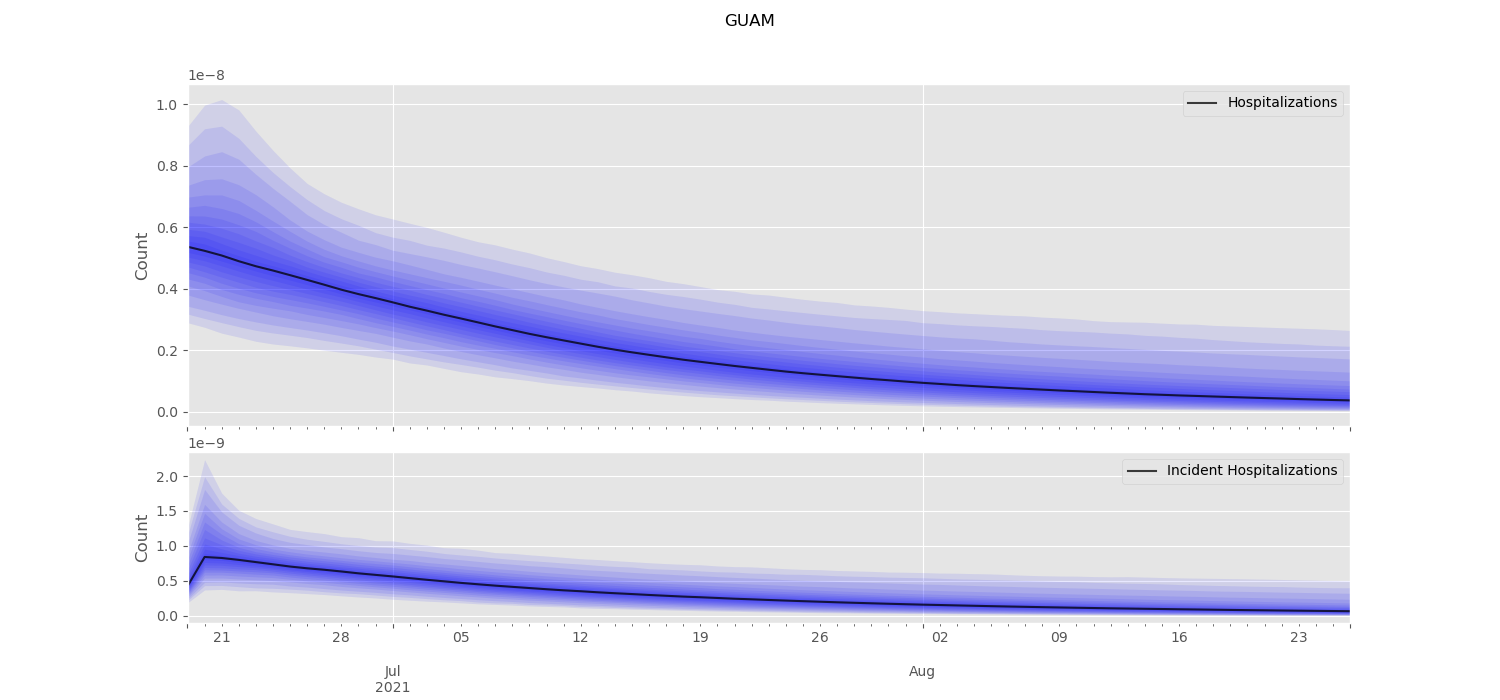 GUAM
1e−8
1.0
0.8
0.6
0.4
0.2
0.0
Count
Hospitalizations
1e−9
2.0
1.5
1.0
0.5
0.0
Count
Incident Hospitalizations
21 28 05 12 19 26 02 09 16 23
Jul Aug
2021